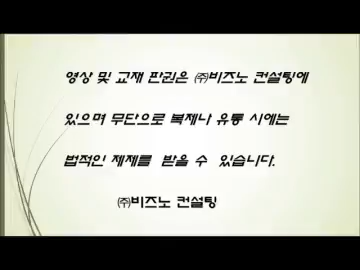 영상 및 교재 판권은 ㈜비즈노 컨설팅에
있으며 무단으로 복제나 유통 시에는
법적인 제제를 받을 수 있습니다.
㈜비즈노 컨설팅